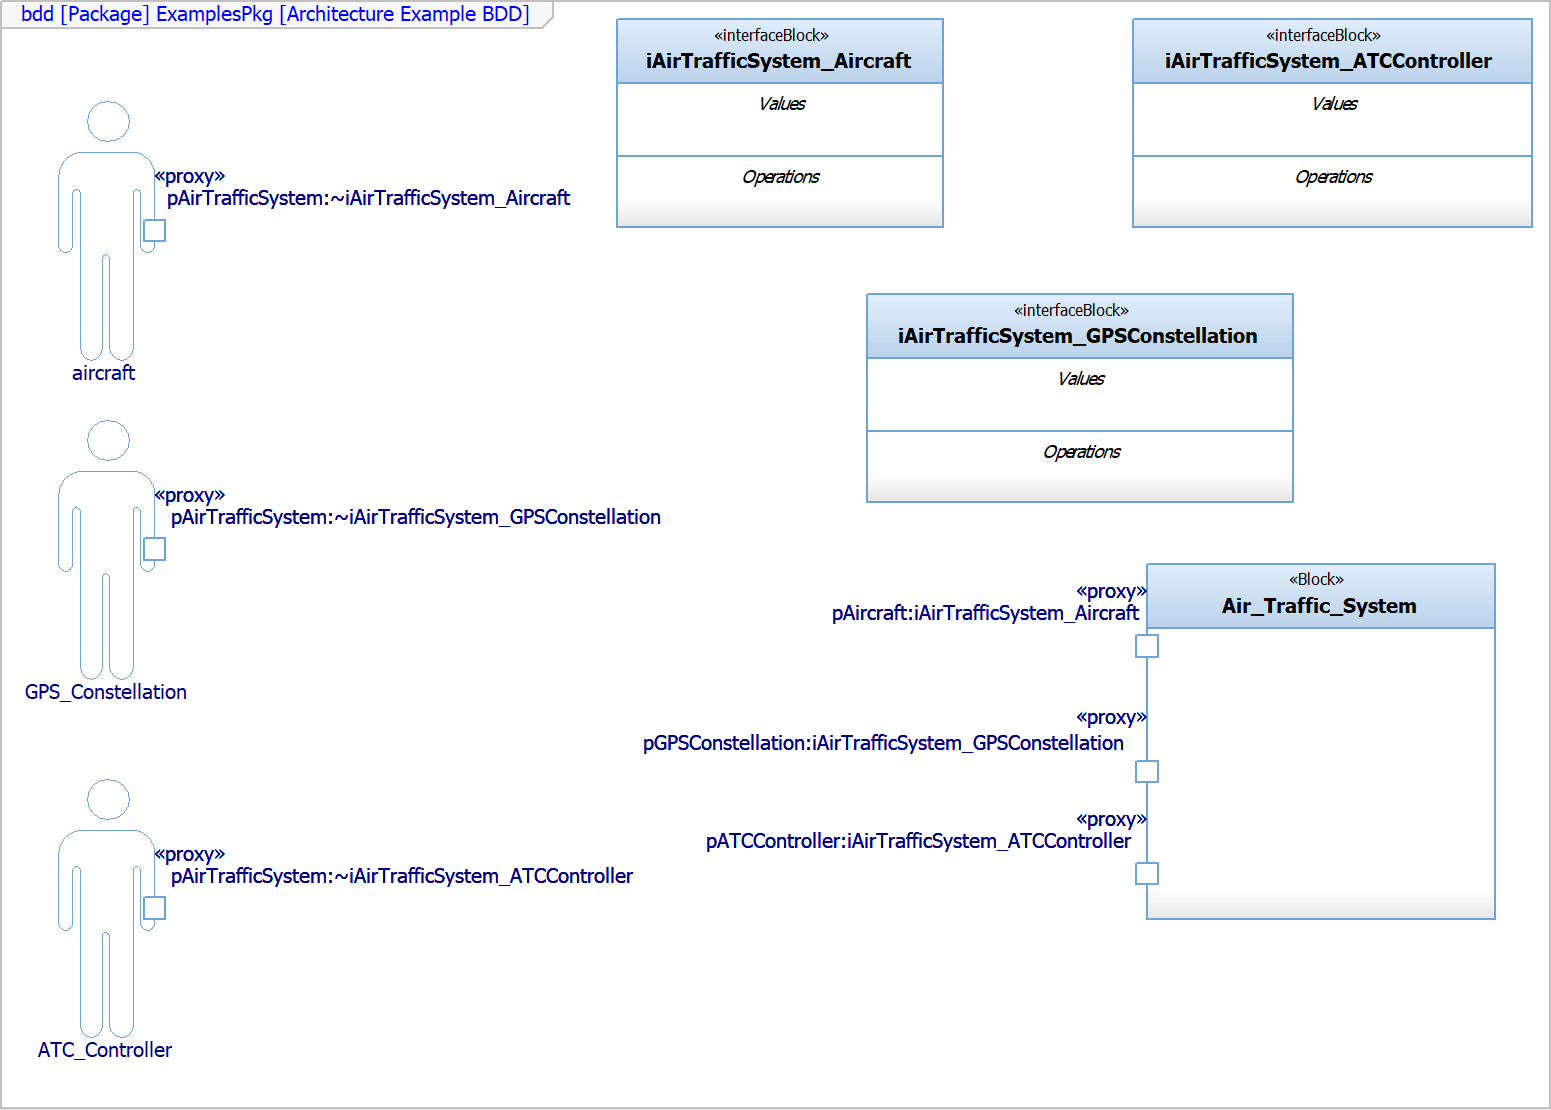 bdd [Package] ExamplesPkg [Architecture Example BDD]
«interfaceBlock»
iAirTrafficSystem_Aircraft
Values
Operations
«interfaceBlock»
iAirTrafficSystem_ATCController
Values
Operations
«proxy»
pAirTrafficSystem:~iAirTrafficSystem_Aircraft
aircraft
«interfaceBlock»
iAirTrafficSystem_GPSConstellation
Values
Operations
«proxy»
pAirTrafficSystem:~iAirTrafficSystem_GPSConstellation
GPS_Constellation
«Block»
Air_Traffic_System
«proxy»
pAircraft:iAirTrafficSystem_Aircraft
«proxy»
pGPSConstellation:iAirTrafficSystem_GPSConstellation
«proxy»
pATCController:iAirTrafficSystem_ATCController
«proxy»
pAirTrafficSystem:~iAirTrafficSystem_ATCController
ATC_Controller